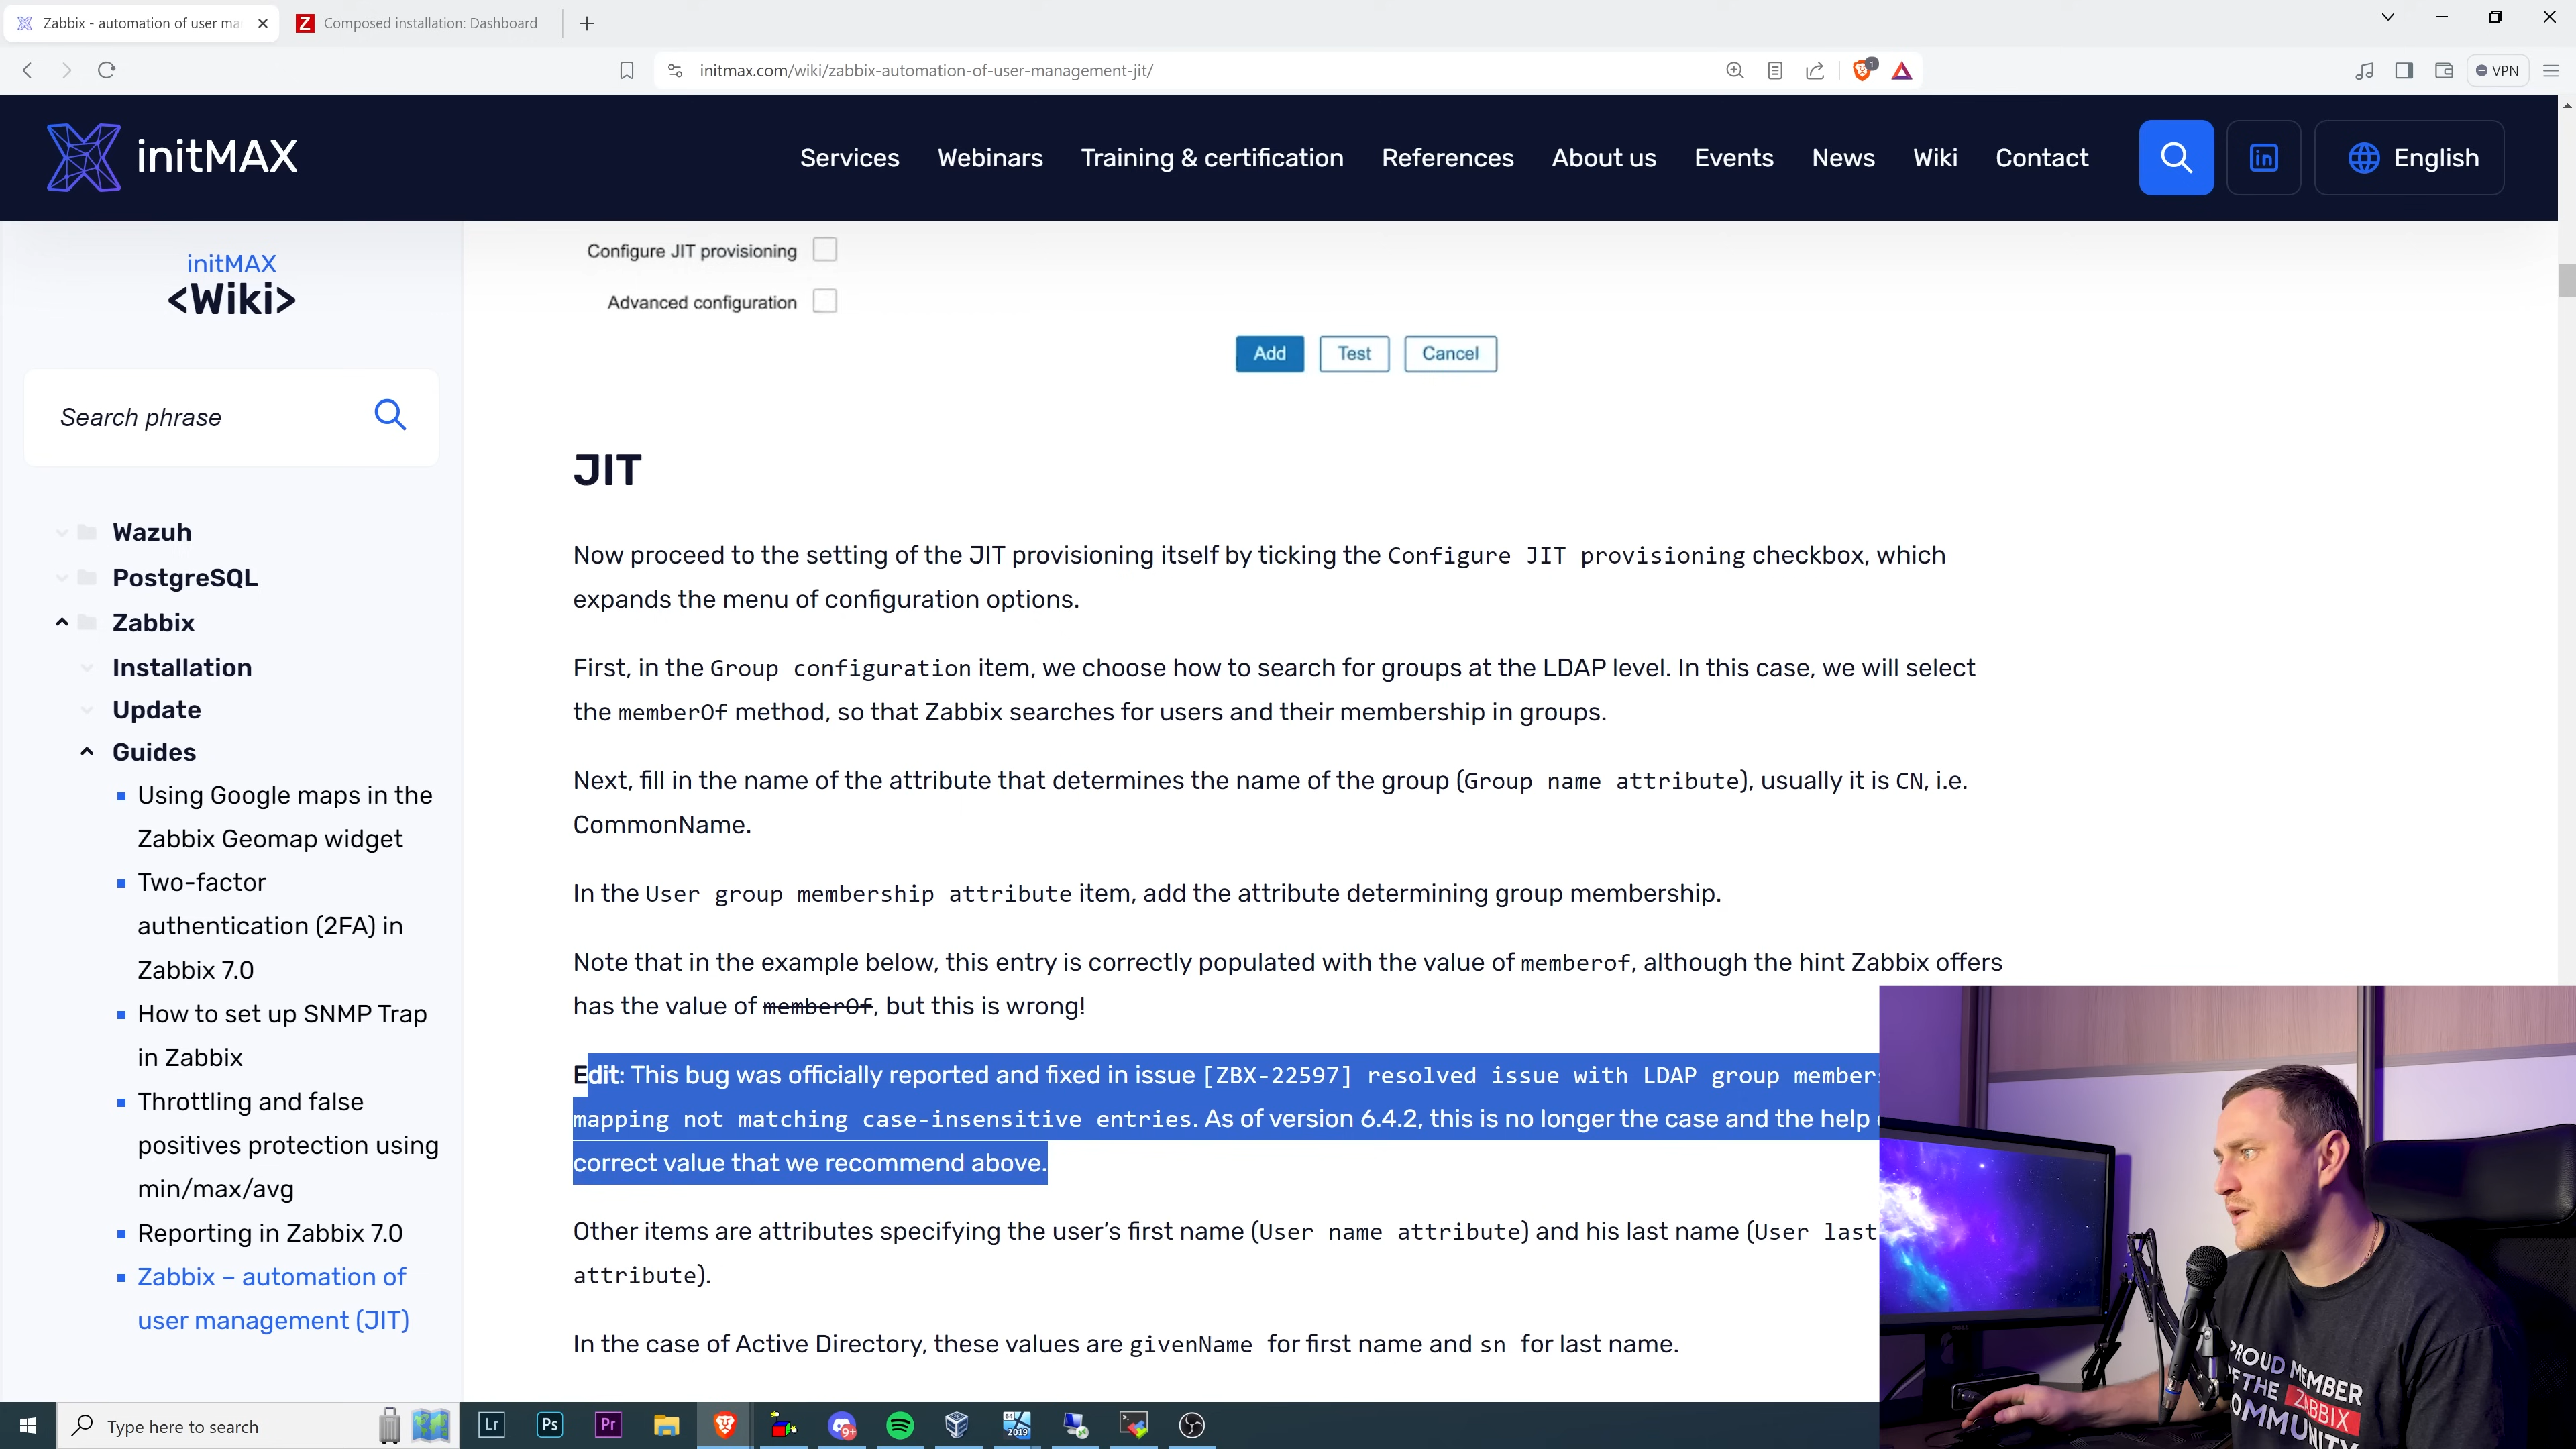 Zabbix - automation of user ma
Composed installation: Dashboard
initmax.com/wiki/zabbix-automation-of-user-management-jit/
1
VPN
initMAX
Services
Webinars
Training & certification
References
About us
Events
News
Wiki
Contact
English
initMAX
<Wiki>
Search phrase
Wazuh
PostgreSQL
Zabbix
Installation
Update
Guides
Using Google maps in the
Zabbix Geomap widget
Two-factor
authentication (2FA) in
Zabbix 7.0
How to set up SNMP Trap
in Zabbix
Throttling and false
positives protection using
min/max/avg
Reporting in Zabbix 7.0
Zabbix – automation of
user management (JIT)
Configure JIT provisioning
Advanced configuration
Add
Test
Cancel
JIT
Now proceed to the setting of the JIT provisioning itself by ticking the Configure JIT provisioning checkbox, which
expands the menu of configuration options.
First, in the Group configuration item, we choose how to search for groups at the LDAP level. In this case, we will select
the memberOf method, so that Zabbix searches for users and their membership in groups.
Next, fill in the name of the attribute that determines the name of the group (Group name attribute), usually it is CN, i.e.
CommonName.
In the User group membership attribute item, add the attribute determining group membership.
Note that in the example below, this entry is correctly populated with the value of memberof, although the hint Zabbix offers
has the value of memberOf, but this is wrong!
Edit: This bug was officially reported and fixed in issue [ZBX-22597] resolved issue with LDAP group member
mapping not matching case-insensitive entries. As of version 6.4.2, this is no longer the case and the help
correct value that we recommend above.
Other items are attributes specifying the user's first name (User name attribute) and his last name (User last
attribute).
In the case of Active Directory, these values are givenName for first name and sn for last name.
PROUD MEMBER
OF THE ZABBIX
COMMUNITY
Type here to search
Lr
Ps
Pr
9+
2019